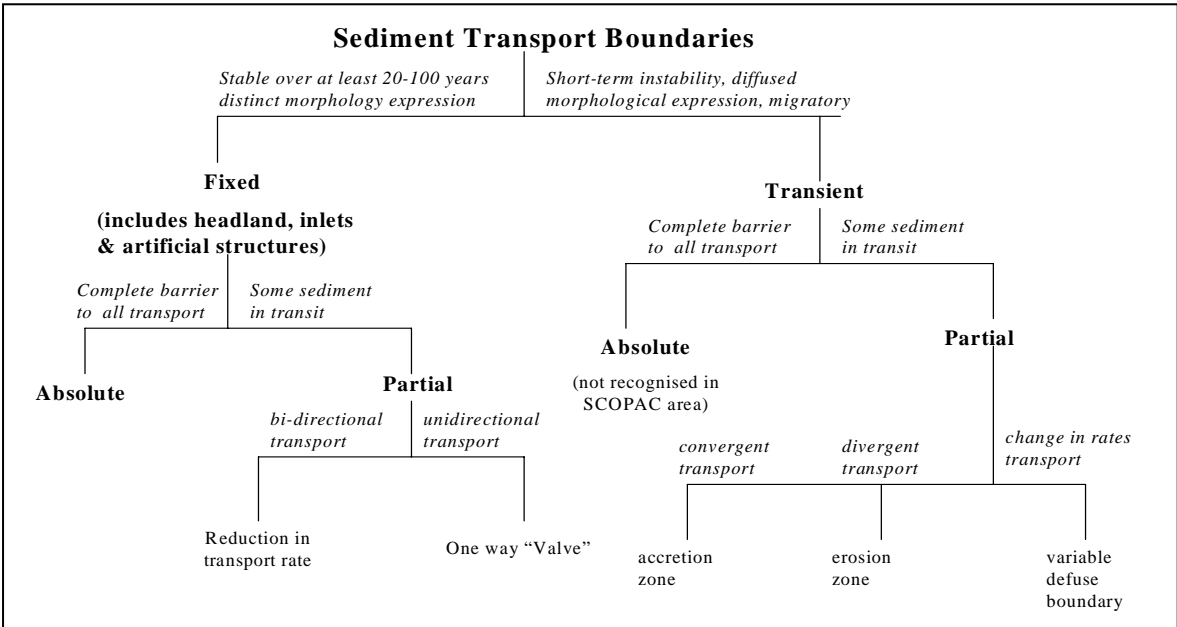 Sediment Transport Boundaries
Stable over at least 20-100 years
distinct morphology expression
Short-term instability, diffused
morphological expression, migratory
Fixed
(includes headland, inlets
& artificial structures)
Transient
Complete barrier
to all transport
Some sediment
in transit
Complete barrier
to all transport
Some sediment
in transit
Absolute
Partial
Absolute
(not recognised in
SCOPAC area)
Partial
bi-directional
transport
unidirectional
transport
convergent
transport
divergent
transport
change in rates
transport
Reduction in
transport rate
One way “Valve”
accretion
zone
erosion
zone
variable
defuse
boundary